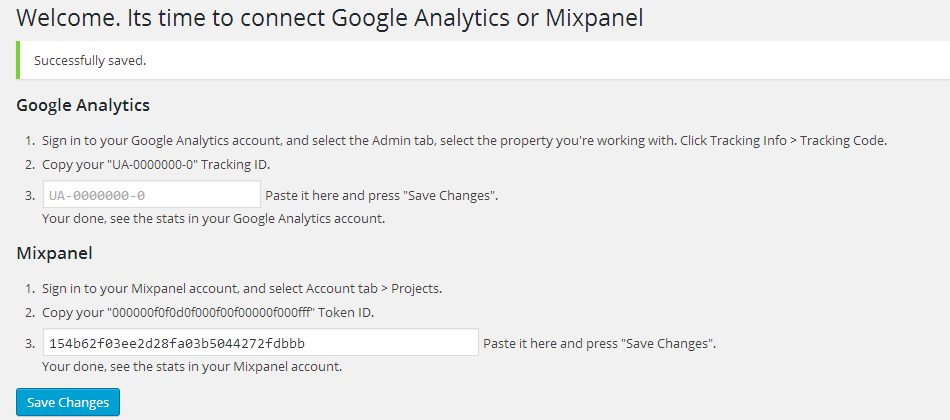 Welcome. Its time to connect Google Analytics or Mixpanel
Successfully saved.
Google Analytics
1. Sign in to your Google Analytics account, and select the Admin tab, select the property you're working with. Click Tracking Info > Tracking Code.
2. Copy your "UA-0000000-0" Tracking ID.
3. UA-0000000-0 Paste it here and press "Save Changes".
Your done, see the stats in your Google Analytics account.
Mixpanel
1. Sign in to your Mixpanel account, and select Account tab > Projects.
2. Copy your "000000f0f0d0f000f00f00000f000fff" Token ID.
3. 154b62f03ee2d28fa03b5044272fdbbb Paste it here and press "Save Changes".
Your done, see the stats in your Mixpanel account.
Save Changes